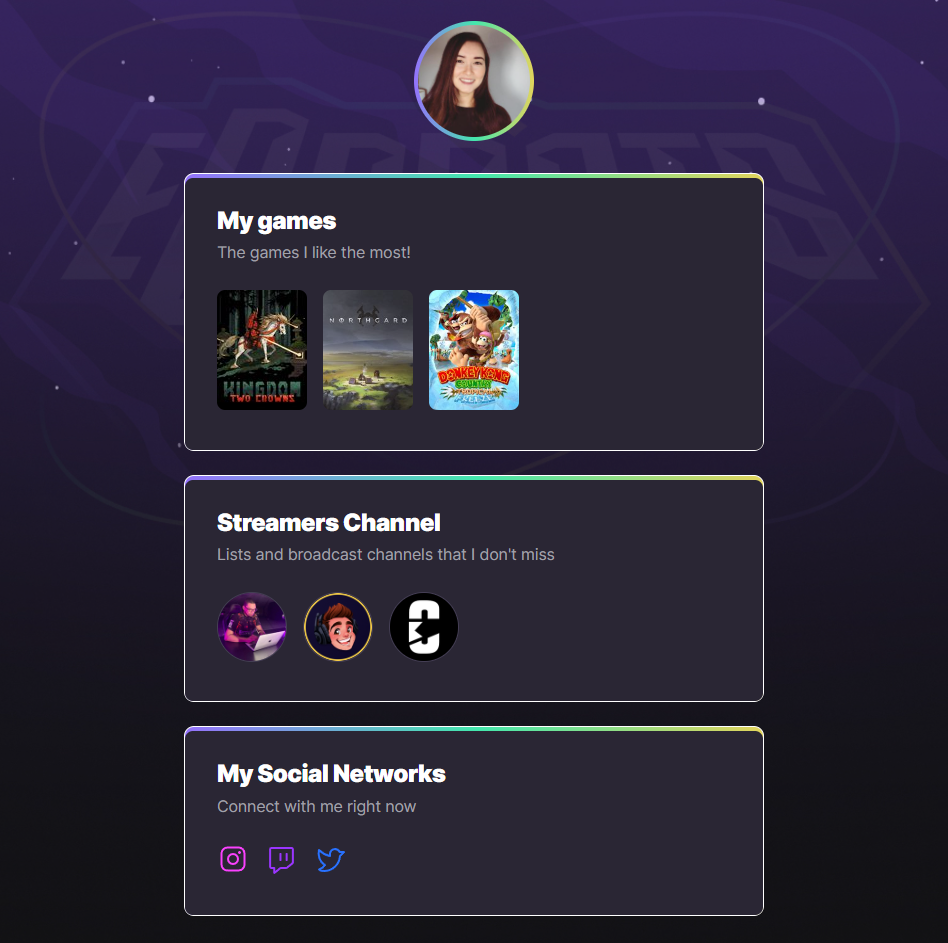 ESPORTS
My games
The games I like the most!
KINGDOM
TWO CROWNS
NORTHGARD
DONKEY KONG
COUNTRY
TROPICAL
FREEZE
Streamers Channel
Lists and broadcast channels that I don't miss
My Social Networks
Connect with me right now